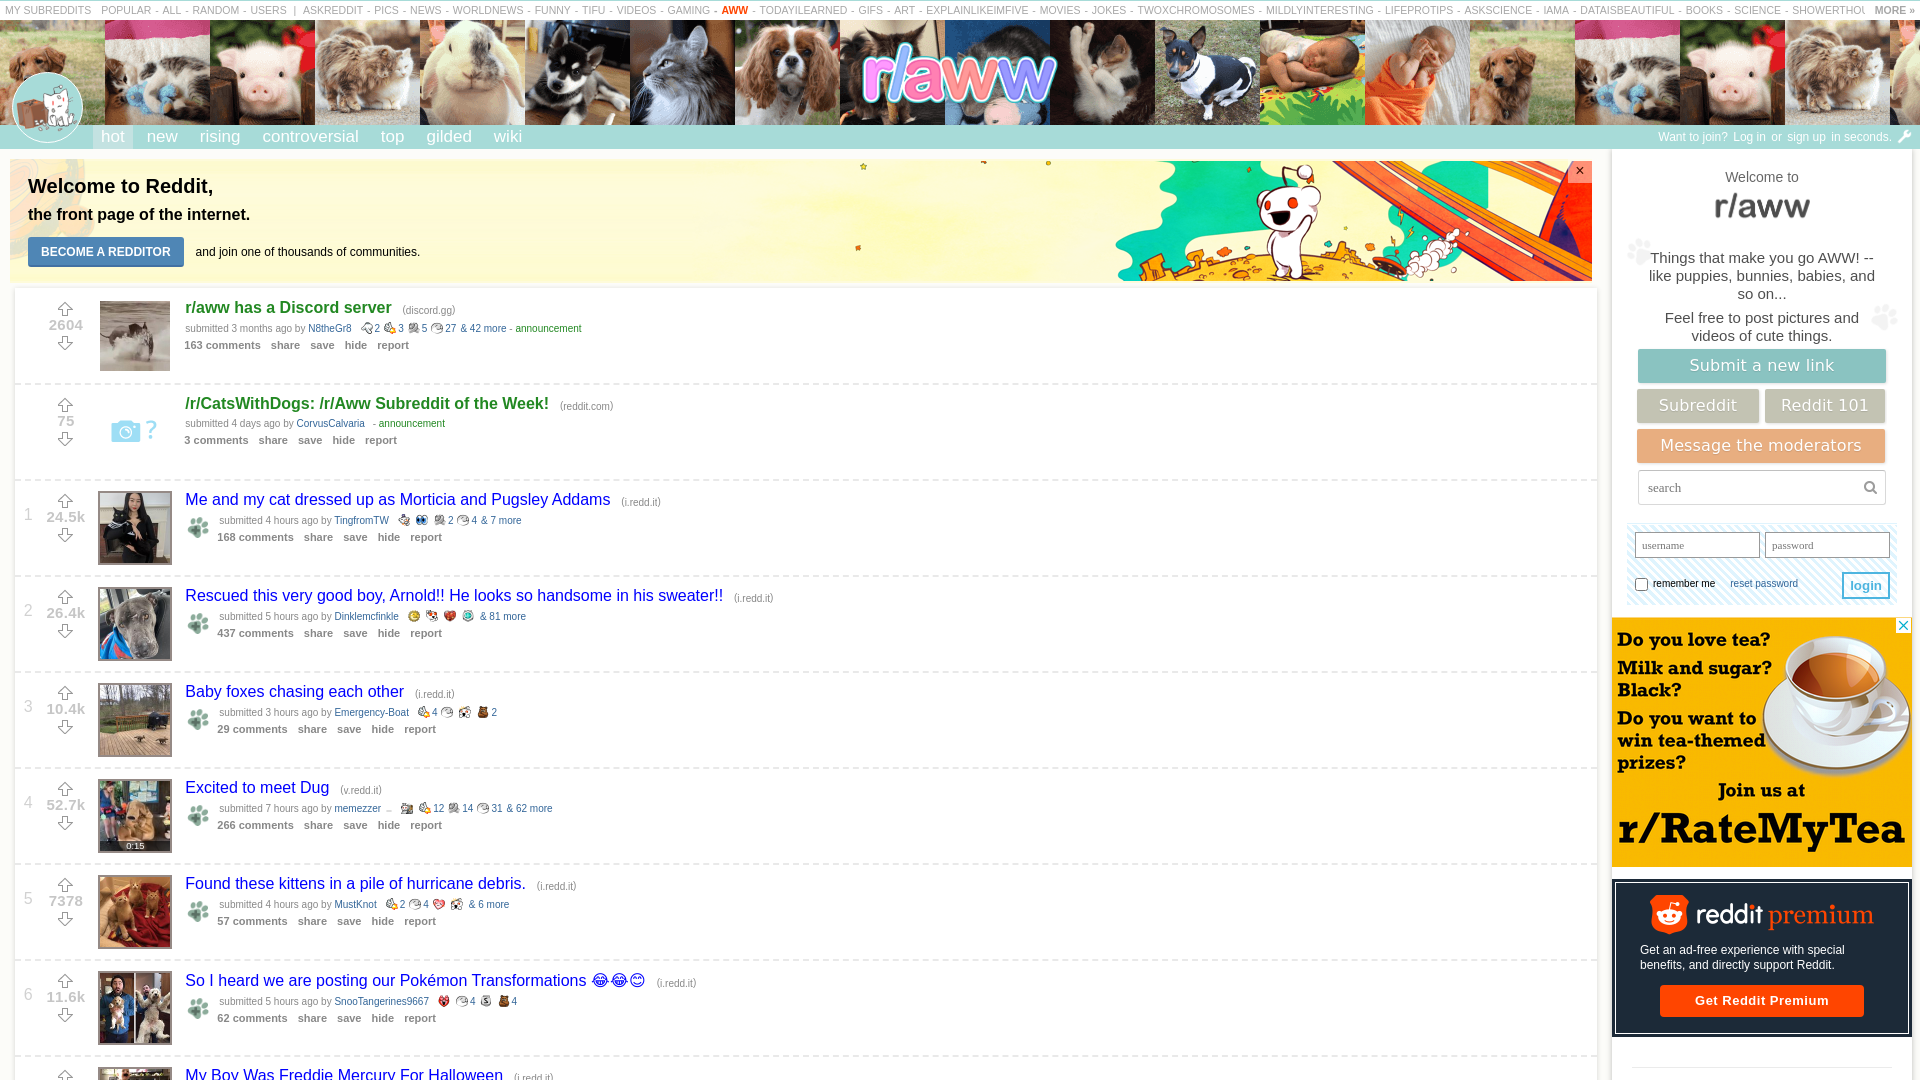 MY SUBREDDITS POPULAR - ALL - RANDOM - USERS | ASKREDDIT - PICS - NEWS - WORLDNEWS - FUNNY - TIFU - VIDEOS - GAMING - AWW - TODAYILEARNED - GIFS - ART - EXPLAINLIKEIMFIVE - MOVIES - JOKES - TWOXCHROMOSOMES - MILDLYINTERESTING - LIFEPROTIPS - ASKSCIENCE - IAMA - DATAISBEAUTIFUL - BOOKS - SCIENCE - SHOWERTHOU MORE »
r/aww
hot new rising controversial top gilded wiki
Want to join? Log in or sign up in seconds.
Welcome to Reddit,
the front page of the internet.
BECOME A REDDITOR and join one of thousands of communities.
×
2604
r/aww has a Discord server (discord.gg)
submitted 3 months ago by N8theGr8 2 3 5 27 & 42 more - announcement
163 comments share save hide report
75
/r/CatsWithDogs: /r/Aww Subreddit of the Week! (reddit.com)
submitted 4 days ago by CorvusCalvaria - announcement
3 comments share save hide report
1
24.5k
Me and my cat dressed up as Morticia and Pugsley Addams (i.redd.it)
submitted 4 hours ago by TingfromTW 2 4 & 7 more
168 comments share save hide report
2
26.4k
Rescued this very good boy, Arnold!! He looks so handsome in his sweater!! (i.redd.it)
submitted 5 hours ago by Dinklemcfinkle & 81 more
437 comments share save hide report
3
10.4k
Baby foxes chasing each other (i.redd.it)
submitted 3 hours ago by Emergency-Boat 4 2
29 comments share save hide report
4
52.7k
0:15
Excited to meet Dug (v.redd.it)
submitted 7 hours ago by memezzer ... 12 14 31 & 62 more
266 comments share save hide report
5
7378
Found these kittens in a pile of hurricane debris. (i.redd.it)
submitted 4 hours ago by MustKnot 2 4 & 6 more
57 comments share save hide report
6
11.6k
So I heard we are posting our Pokémon Transformations 😂😂😊 (i.redd.it)
submitted 5 hours ago by SnooTangerines9667 4 4
62 comments share save hide report
My Boy Was Freddie Mercury For Halloween (i.redd.it)
Welcome to
r/aww
Things that make you go AWW! --
like puppies, bunnies, babies, and
so on...
Feel free to post pictures and
videos of cute things.
Submit a new link
Subreddit Reddit 101
Message the moderators
search
username password
remember me reset password login
Do you love tea?
Milk and sugar?
Black?
Do you want to
win tea-themed
prizes?
Join us at
r/RateMyTea
reddit premium
Get an ad-free experience with special
benefits, and directly support Reddit.
Get Reddit Premium